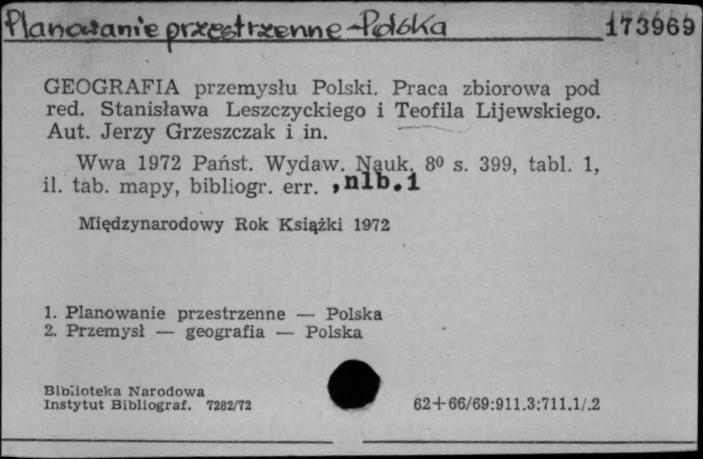 Planowanie przestrzenne - Polska 173969
GEOGRAFIA przemysłu Polski. Praca zbiorowa pod
red. Stanisława Leszczyckiego i Teofila Lijewskiego.
Aut. Jerzy Grzeszczak i in.
Wwa 1972 Państ. Wydaw. Nauk. 8⁰ s. 399, tabl. 1,
il. tab. mapy, bibliogr. err. , nlb. 1
Międzynarodowy Rok Książki 1972
1. Planowanie przestrzenne — Polska
2. Przemysł — geografia — Polska
Biblioteka Narodowa
Instytut Bibliograf. 7282/72 62+66/69:911.3:711.1/.2